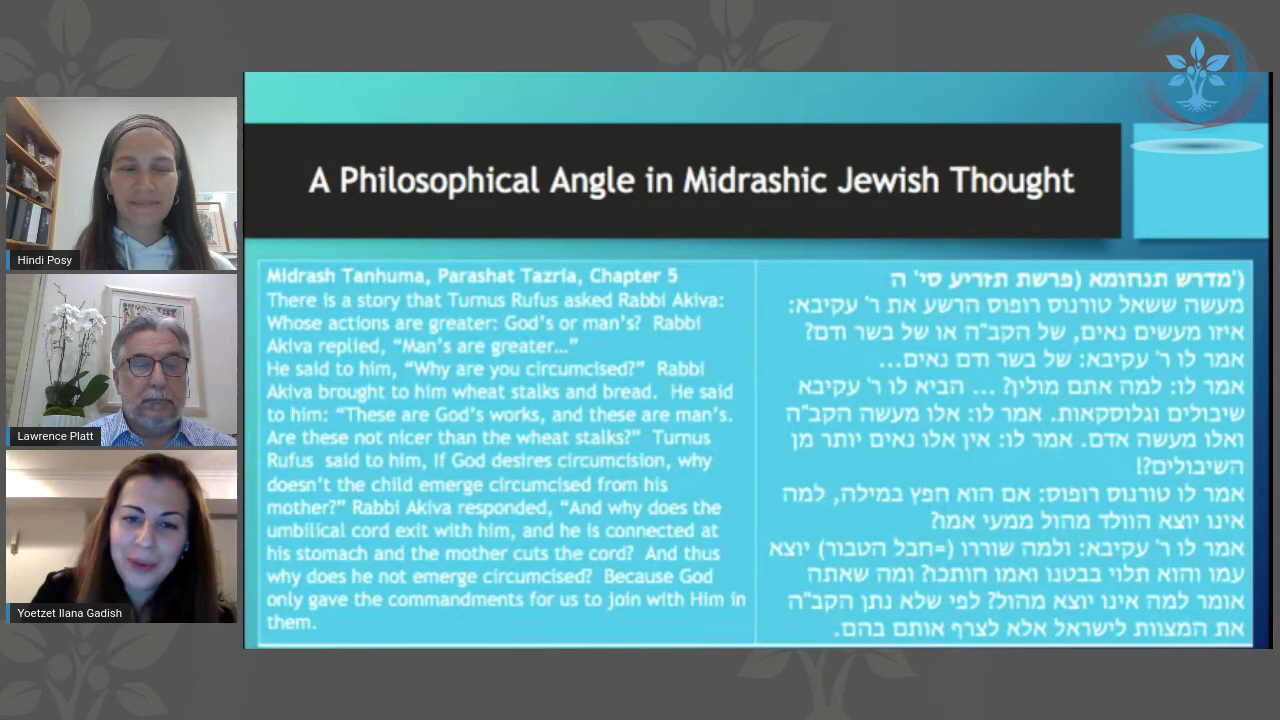 A Philosophical Angle in Midrashic Jewish Thought
Hindi Posy
Lawrence Platt
Yoetzet Ilana Gadish
Midrash Tanhuma, Parashat Tazria, Chapter 5
There is a story that Turnus Rufus asked Rabbi Akiva:
Whose actions are greater: God's or man's? Rabbi
Akiva replied, “Man's are greater…”
He said to him, “Why are you circumcised?” Rabbi
Akiva brought to him wheat stalks and bread. He said
to him: “These are God's works, and these are man's.
Are these not nicer than the wheat stalks?” Turnus
Rufus said to him, If God desires circumcision, why
doesn't the child emerge circumcised from his
mother?” Rabbi Akiva responded, “And why does the
umbilical cord exit with him, and he is connected at
his stomach and the mother cuts the cord? And thus
why does he not emerge circumcised? Because God
only gave the commandments for us to join with Him in
them.
('מדרש תנחומא (פרשת תזריע סי' ה
מעשה ששאל טורנוס רופוס הרשע את ר' עקיבא:
איזו מעשים נאים, של הקב"ה או של בשר ודם?
אמר לו ר' עקיבא: של בשר ודם נאים...
אמר לו: למה אתם מולין? ... הביא לו ר' עקיבא
שיבולים וגלוסקאות. אמר לו: אלו מעשה הקב"ה
ואלו מעשה אדם. אמר לו: אין אלו נאים יותר מן
השיבולים?!
אמר לו טורנוס רופוס: אם הוא חפץ במילה, למה
אינו יוצא הוולד מהול ממעי אמו?
אמר לו ר' עקיבא: ולמה שוררו (=חבל הטבור) יוצא
עמו והוא תלוי בבטנו ואמו חותכו? ומה שאתה
אומר למה אינו יוצא מהול? לפי שלא נתן הקב"ה
את המצוות לישראל אלא לצרף אותם בהם.